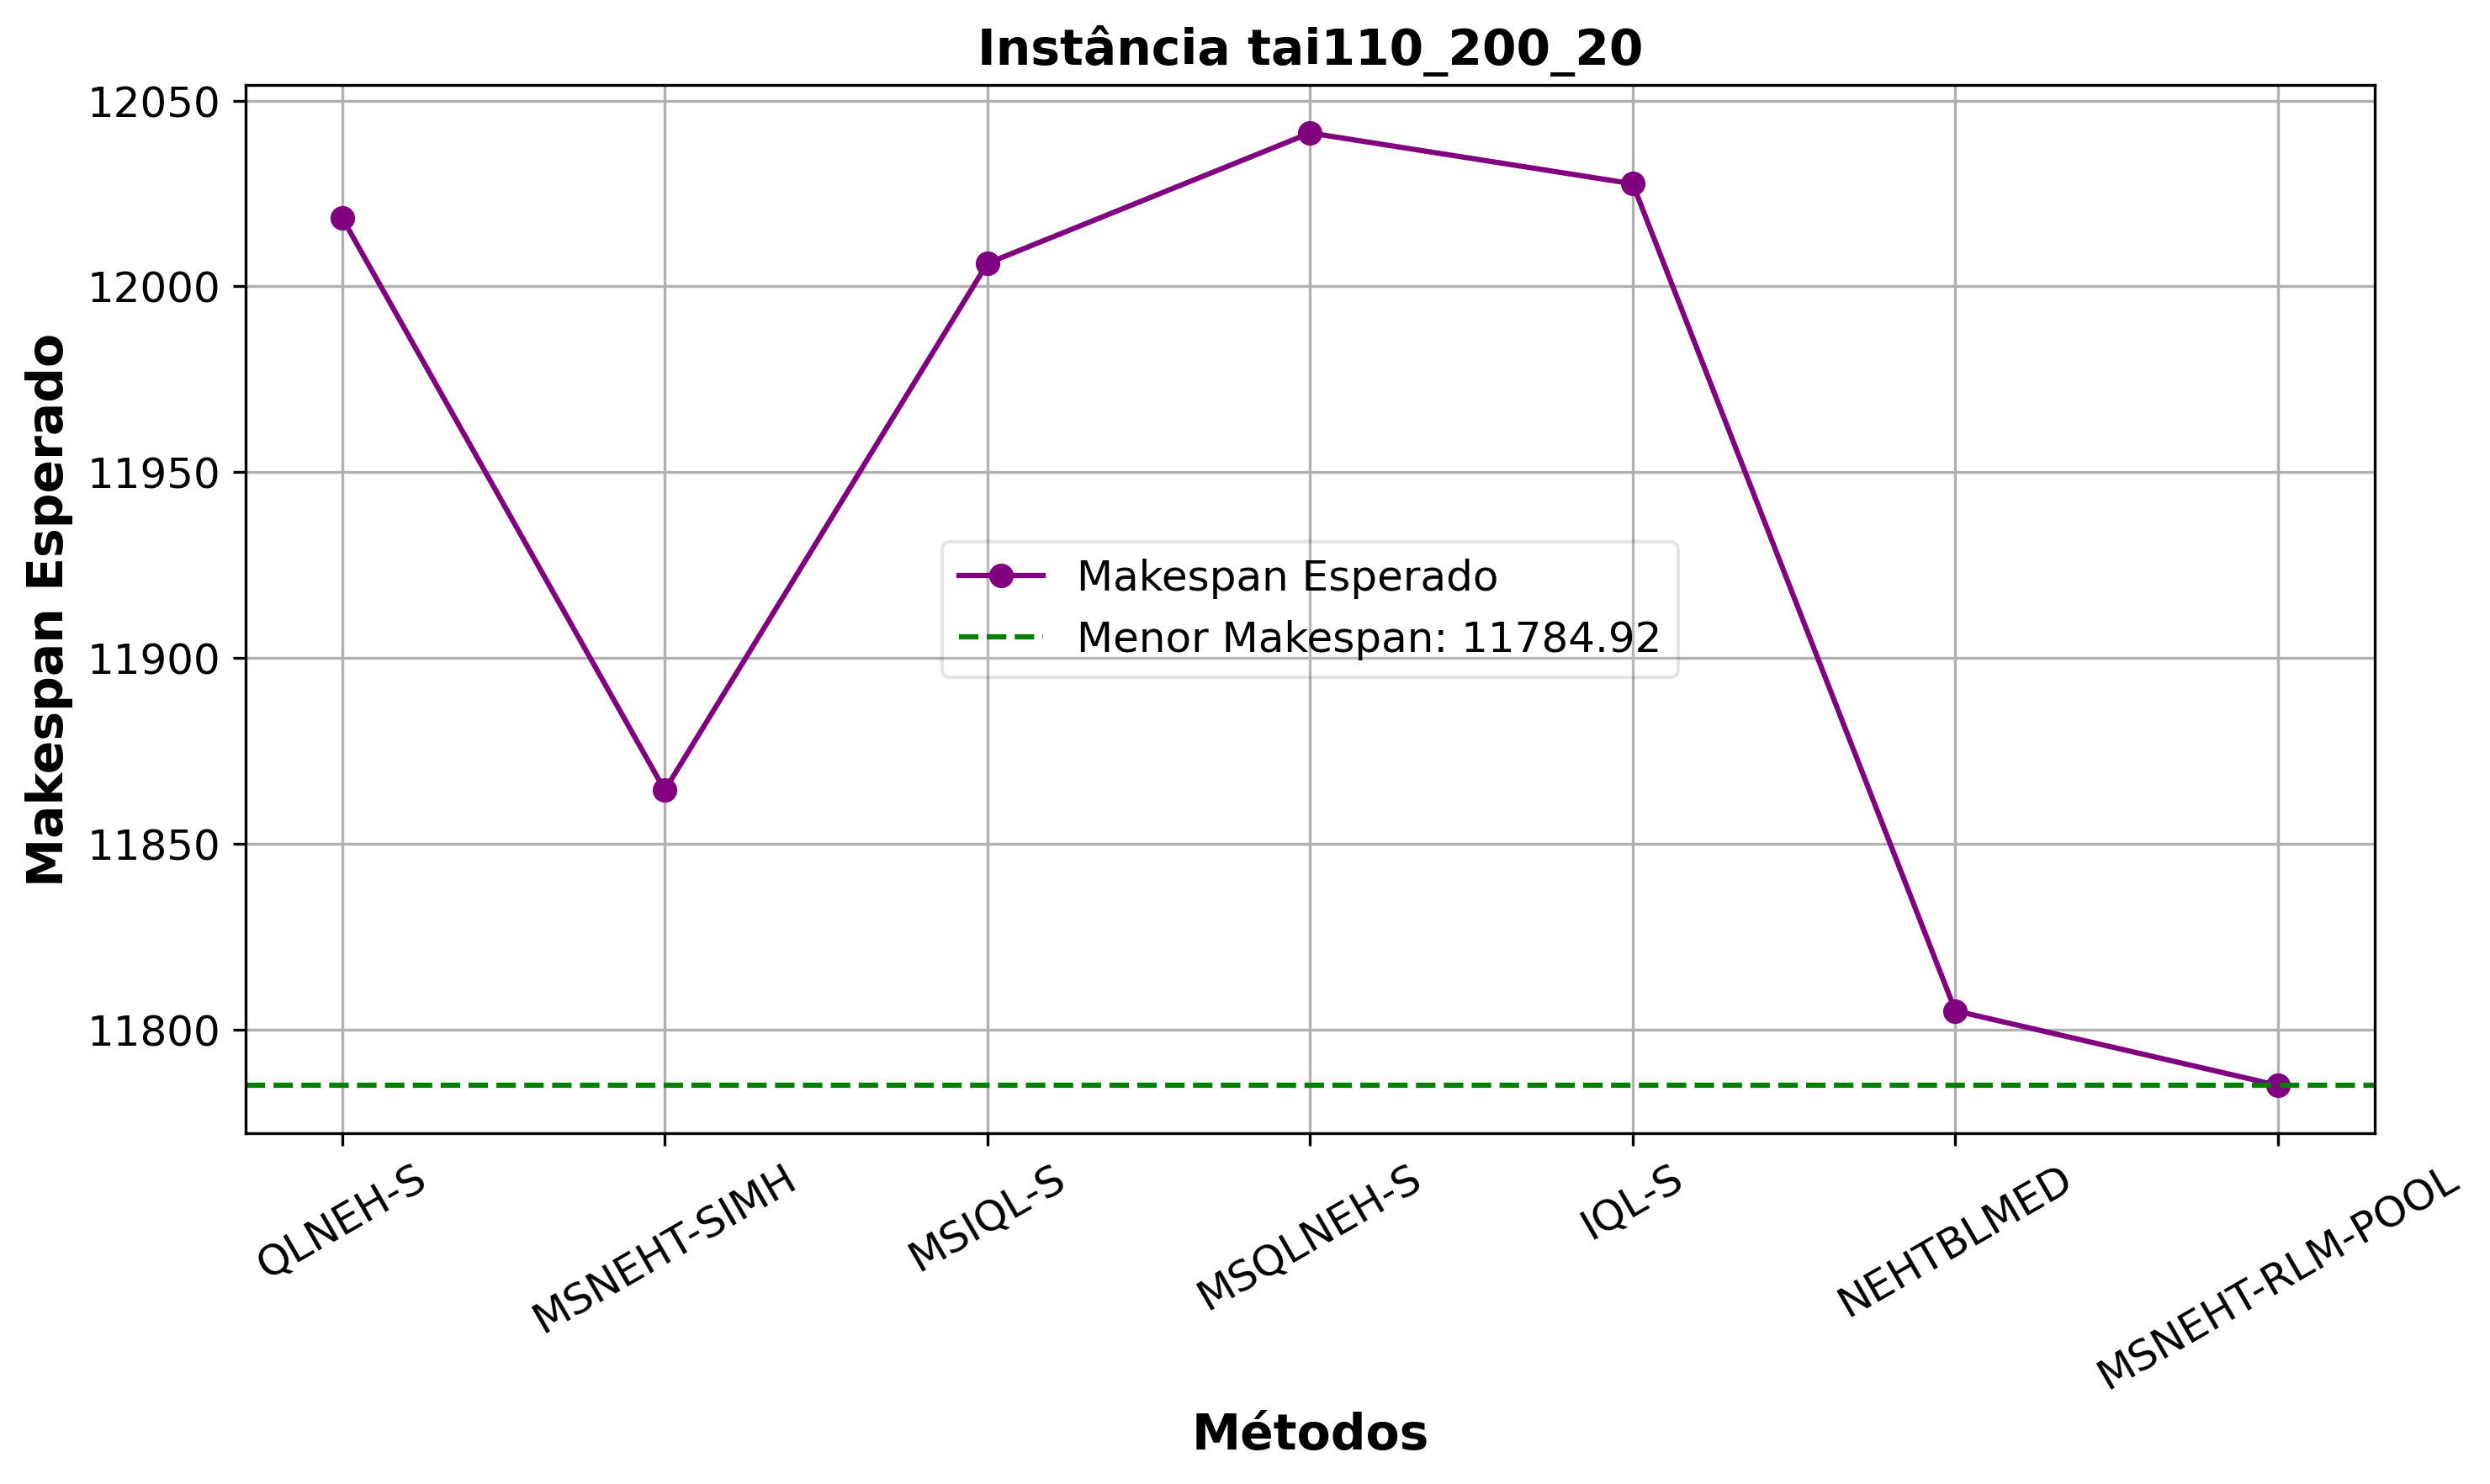 Instância tai110_200_20
Makespan Esperado
12050
12000
11950
11900
11850
11800
Makespan Esperado
Menor Makespan: 11784.92
QLNEH-S
MSNEHT-SIMH
MSIQL-S
MSQLNEH-S
IQL-S
NEHTBLMED
MSNEHT-RLM-POOL
Métodos